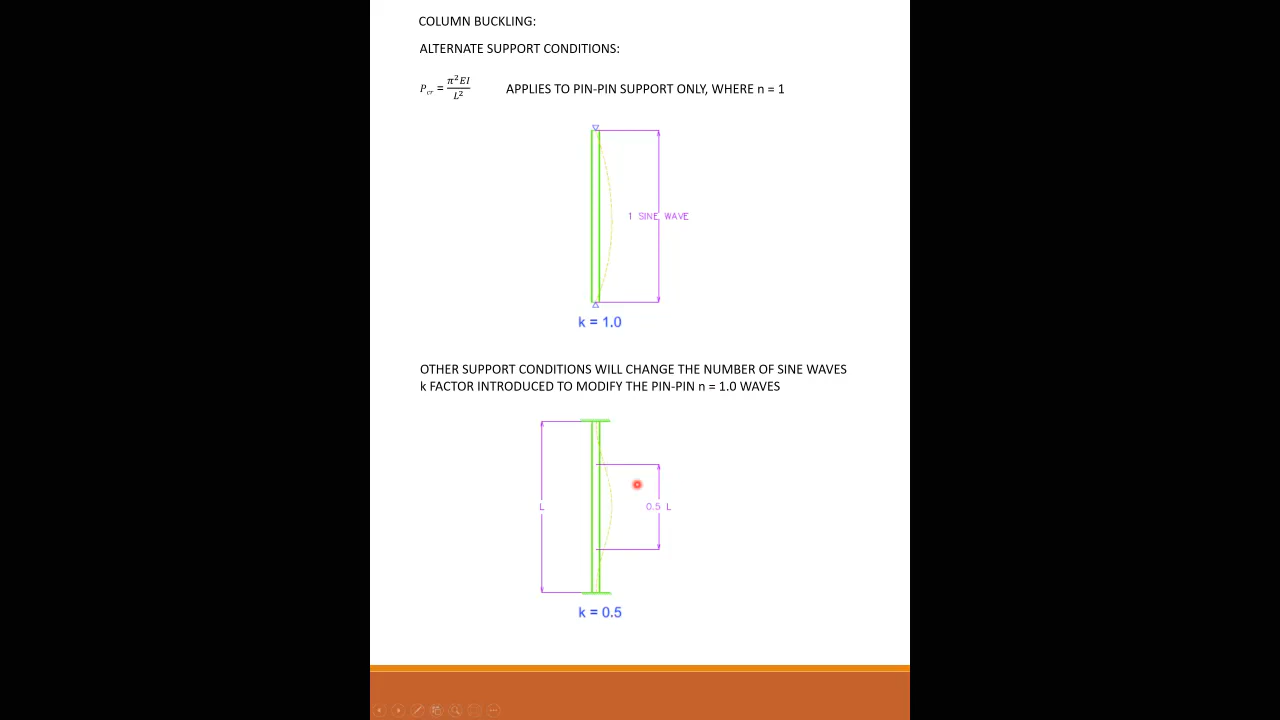 COLUMN BUCKLING:
ALTERNATE SUPPORT CONDITIONS:
P_cr = π²EI / L² APPLIES TO PIN-PIN SUPPORT ONLY, WHERE n = 1
1 SINE WAVE
k = 1.0
OTHER SUPPORT CONDITIONS WILL CHANGE THE NUMBER OF SINE WAVES
k FACTOR INTRODUCED TO MODIFY THE PIN-PIN n = 1.0 WAVES
L 0.5 L
k = 0.5